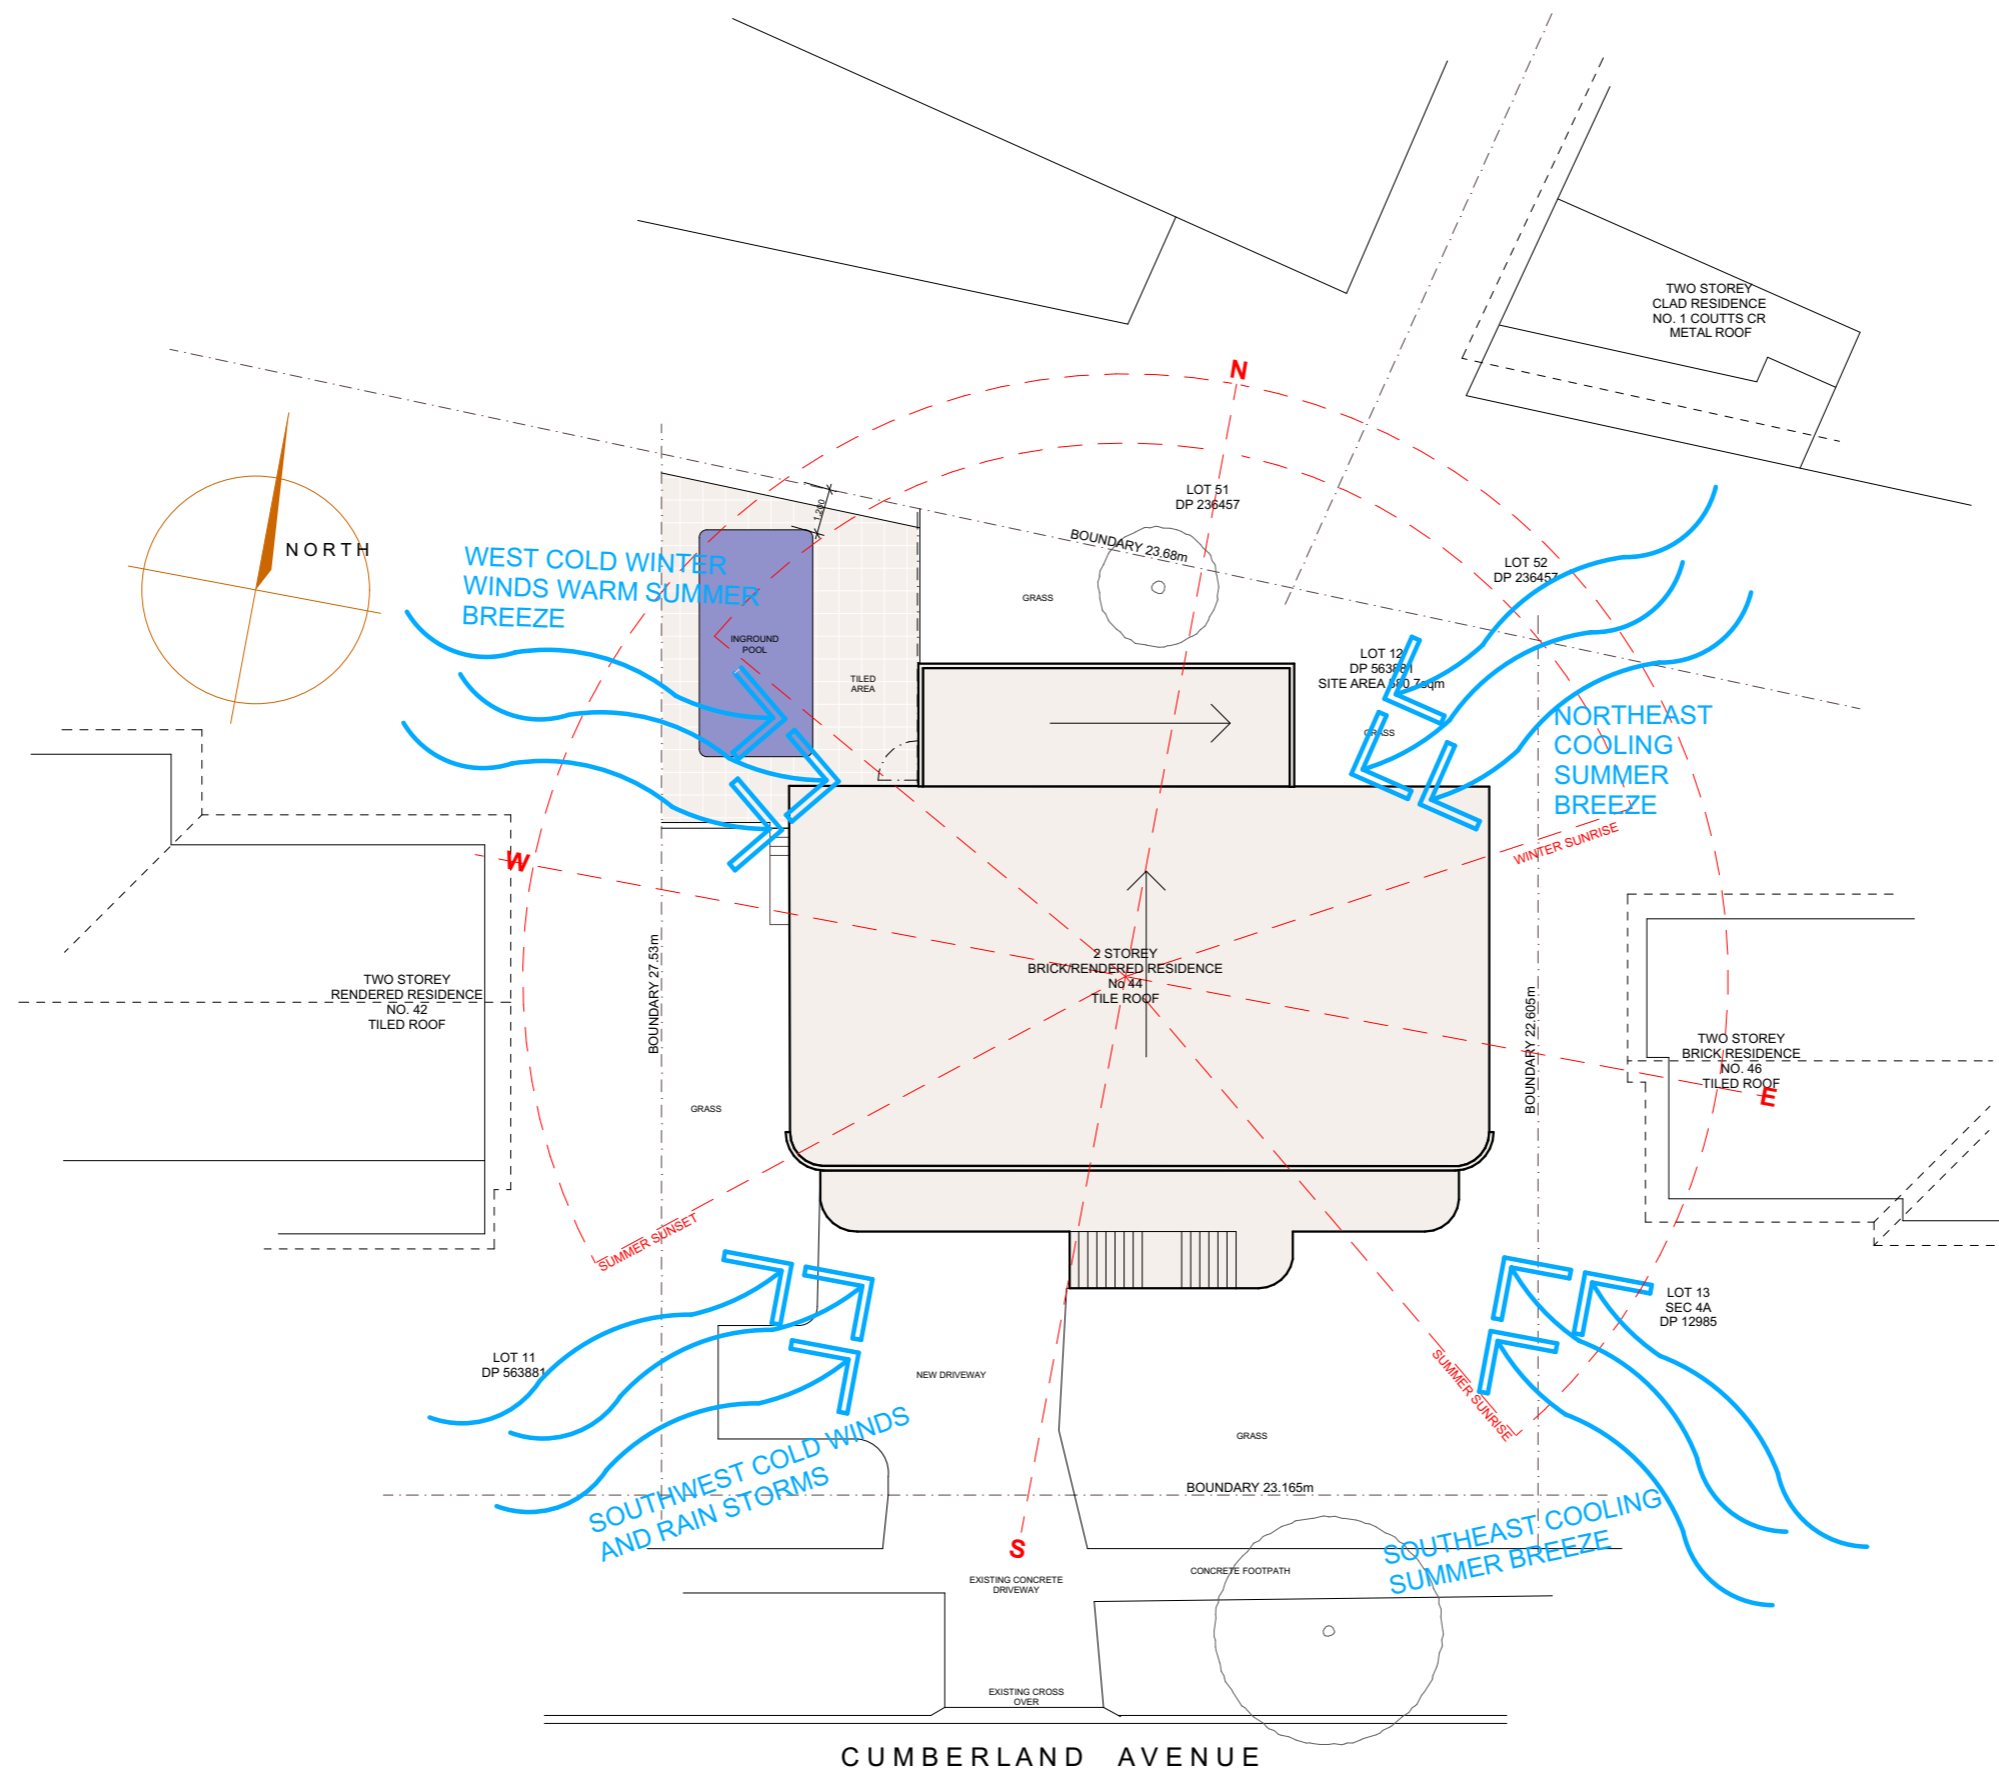 TWO STOREY
CLAD RESIDENCE
NO. 1 COUTTS CR
METAL ROOF
N
LOT 51
DP 236457
1,200
NORTH
BOUNDARY 23.68m
WEST COLD WINTER
WINDS WARM SUMMER
BREEZE
LOT 52
DP 236457
GRASS
INGROUND
POOL
TILED
AREA
LOT 12
DP 563881
SITE AREA 580.7sqm
GRASS
NORTHEAST
COOLING
SUMMER
BREEZE
WINTER SUNRISE
W
2 STOREY
BRICK/RENDERED RESIDENCE
No 44
TILE ROOF
TWO STOREY
RENDERED RESIDENCE
NO. 42
TILED ROOF
BOUNDARY 27.53m
BOUNDARY 22.605m
TWO STOREY
BRICK RESIDENCE
NO. 46
TILED ROOF
E
GRASS
SUMMER SUNSET
LOT 13
SEC 4A
DP 12985
LOT 11
DP 563881
NEW DRIVEWAY
SUMMER SUNRISE
GRASS
SOUTHWEST COLD WINDS
AND RAIN STORMS
BOUNDARY 23.165m
SOUTHEAST COOLING
SUMMER BREEZE
S
EXISTING CONCRETE
DRIVEWAY
CONCRETE FOOTPATH
EXISTING CROSS
OVER
CUMBERLAND AVENUE